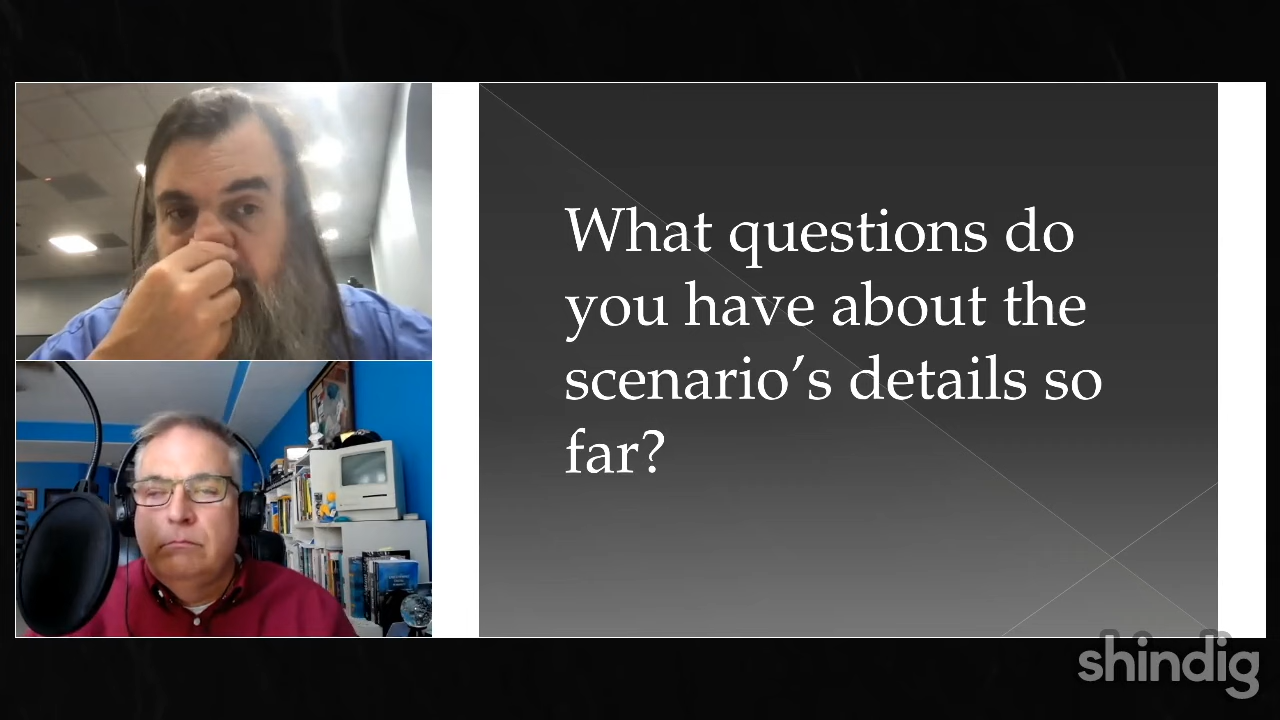 What questions do
you have about the
scenario’s details so
far?
shindig